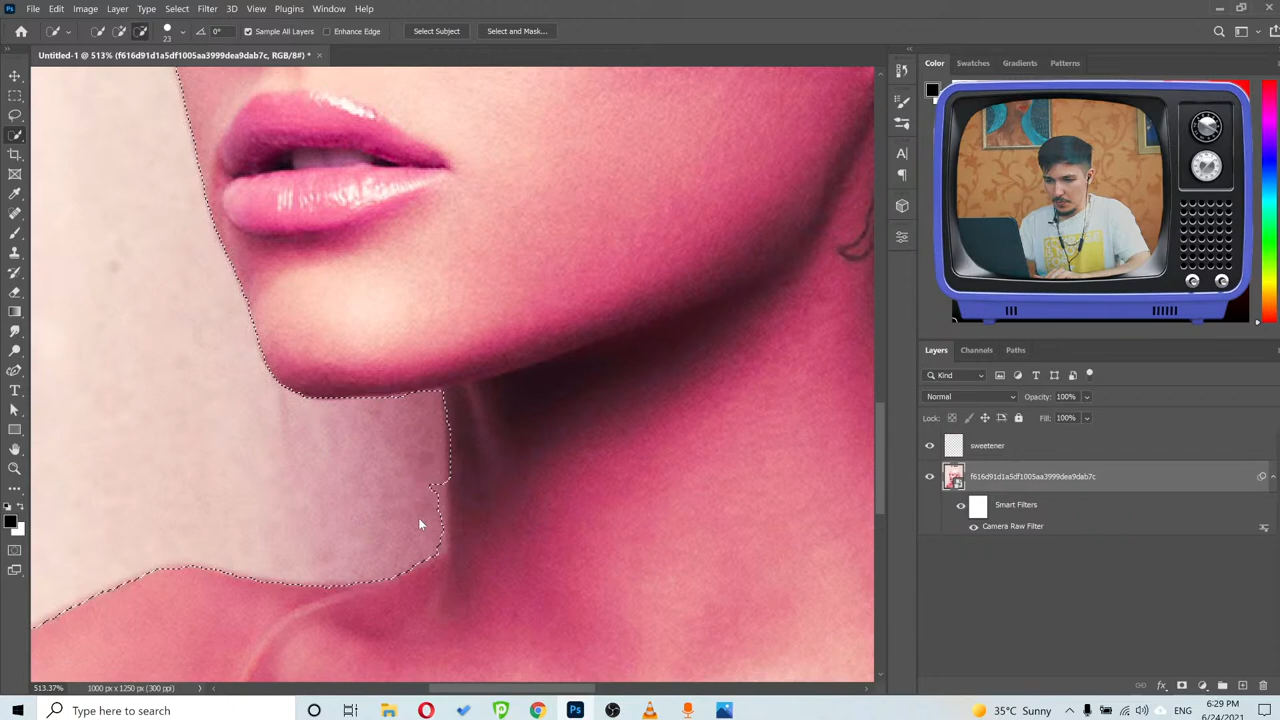 File Edit Image Layer Type Select Filter 3D View Plugins Window Help
23 0° Sample All Layers Enhance Edge Select Subject Select and Mask...
Untitled-1 @ 513% (f616d91d1a5df1005aa3999dea9dab7c, RGB/8#) *
Color Swatches Gradients Patterns
Layers Channels Paths
Kind
Normal Opacity: 100%
Lock: Fill: 100%
sweetener
f616d91d1a5df1005aa3999dea9dab7c
Smart Filters
Camera Raw Filter
513.37% 1000 px x 1250 px (300 ppi)
Type here to search
35°C Sunny
ENG
6:29 PM